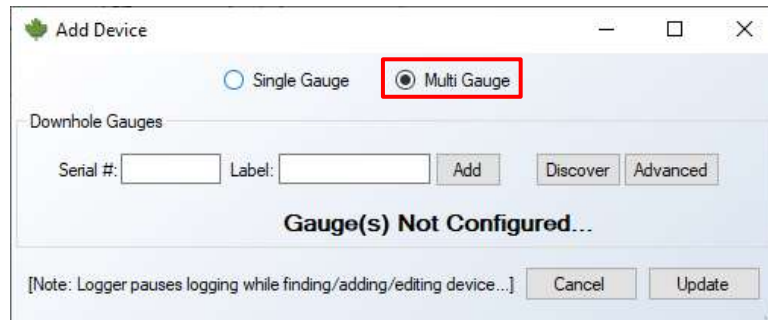 Add Device
Single Gauge Multi Gauge
Downhole Gauges
Serial #: Label: Add Discover Advanced
Gauge(s) Not Configured...
[Note: Logger pauses logging while finding/adding/editing device...] Cancel Update